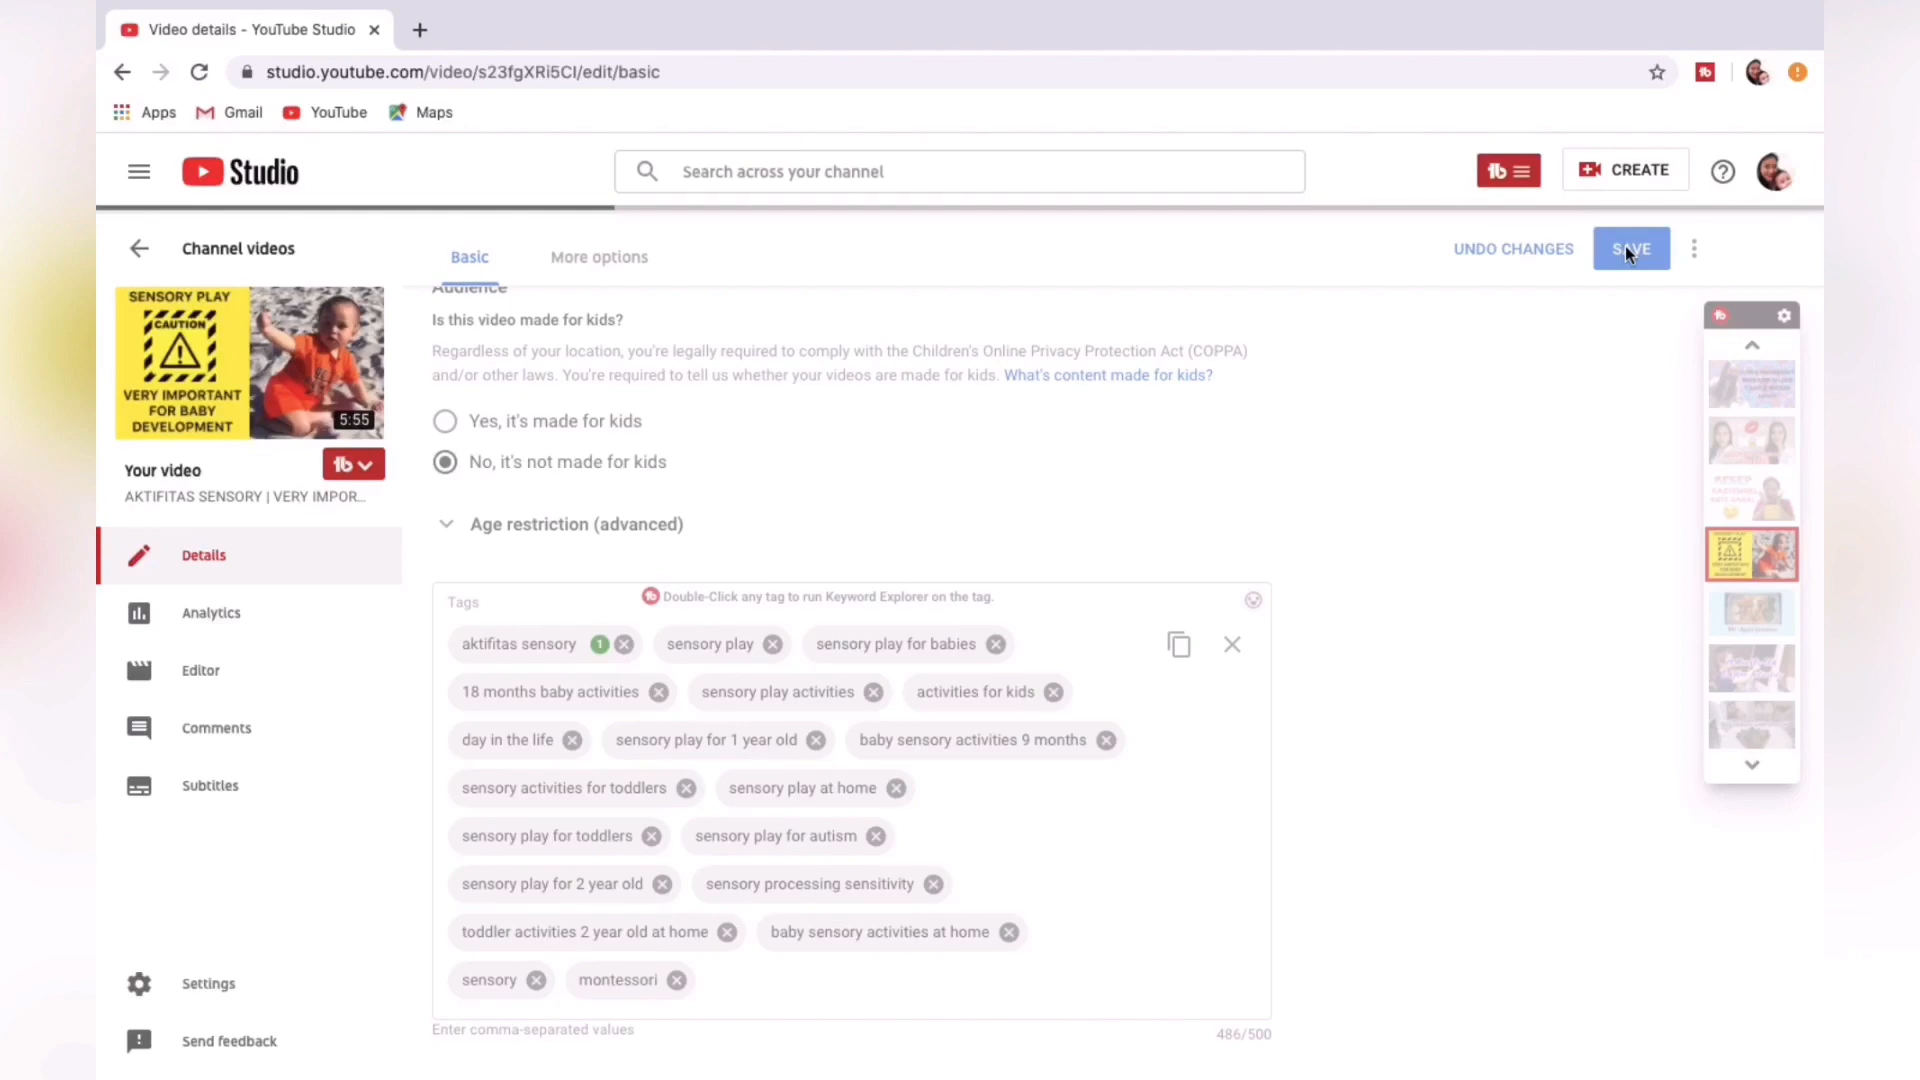 Video details - YouTube Studio
studio.youtube.com/video/s23fgXRi5CI/edit/basic
Apps Gmail YouTube Maps
Studio
Search across your channel
CREATE
Channel videos
Basic More options
UNDO CHANGES SAVE
SENSORY PLAY
CAUTION
VERY IMPORTANT
FOR BABY
DEVELOPMENT
5:55
Your video
AKTIFITAS SENSORY | VERY IMPOR...
Details
Analytics
Editor
Comments
Subtitles
Settings
Send feedback
Audience
Is this video made for kids?
Regardless of your location, you're legally required to comply with the Children's Online Privacy Protection Act (COPPA)
and/or other laws. You're required to tell us whether your videos are made for kids. What's content made for kids?
Yes, it's made for kids
No, it's not made for kids
Age restriction (advanced)
Tags Double-Click any tag to run Keyword Explorer on the tag.
aktifitas sensory 1 sensory play sensory play for babies
18 months baby activities sensory play activities activities for kids
day in the life sensory play for 1 year old baby sensory activities 9 months
sensory activities for toddlers sensory play at home
sensory play for toddlers sensory play for autism
sensory play for 2 year old sensory processing sensitivity
toddler activities 2 year old at home baby sensory activities at home
sensory montessori
Enter comma-separated values
486/500